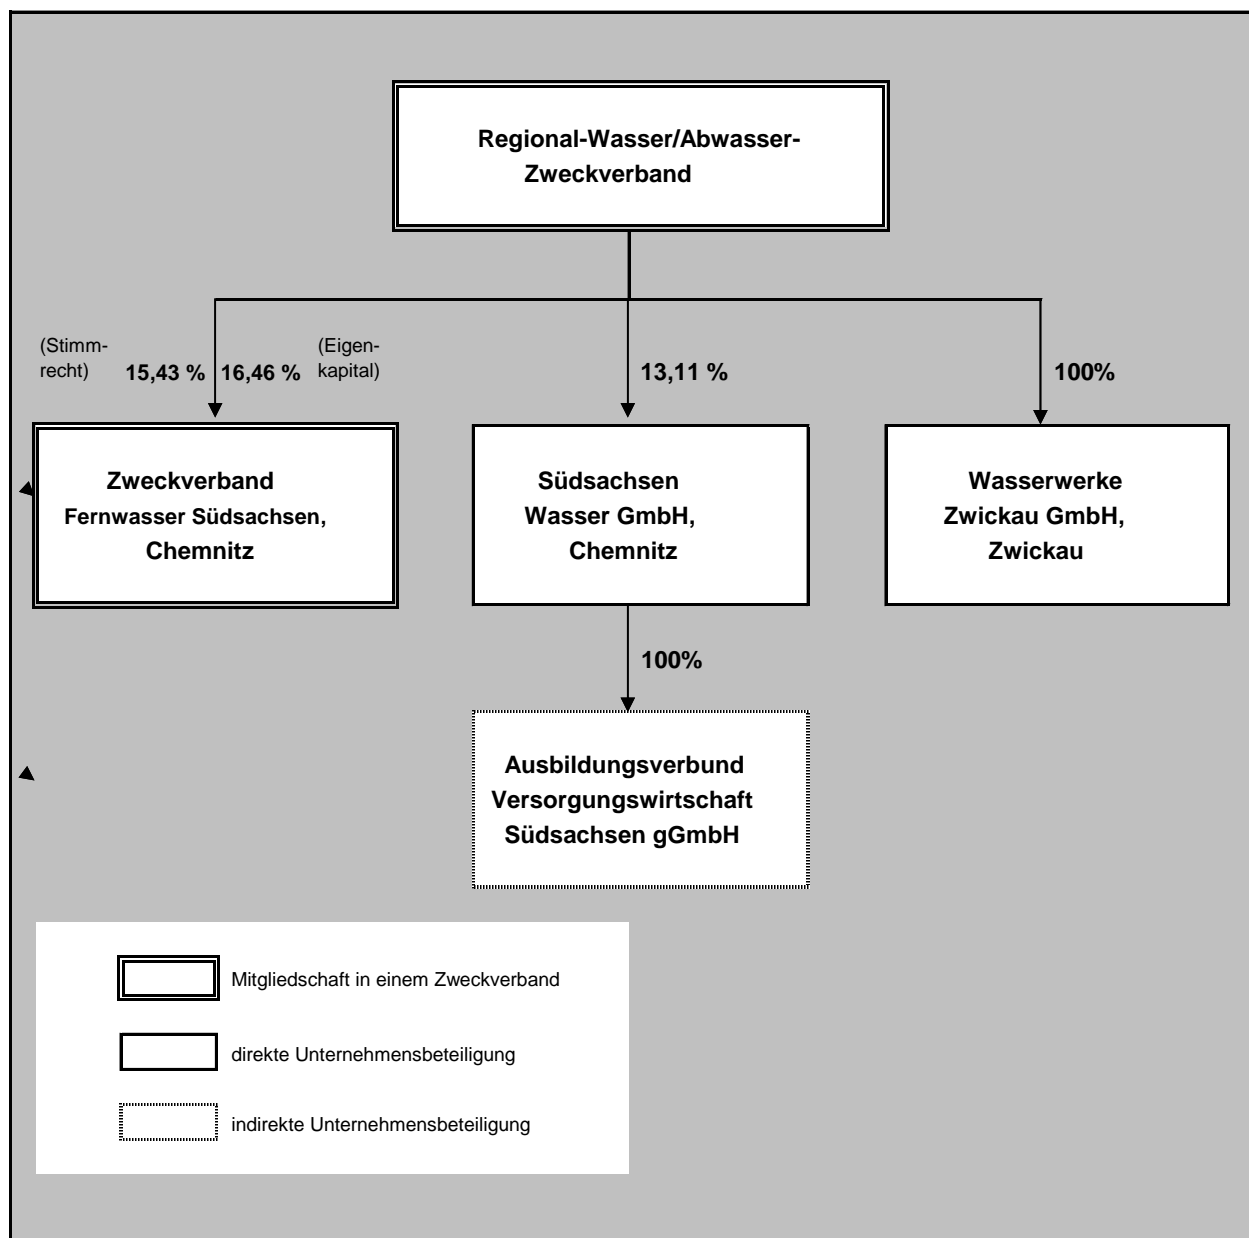 Regional-Wasser/Abwasser-
Zweckverband
(Stimm-
recht)
15,43 %
16,46 %
(Eigen-
kapital)
13,11 %
100%
Zweckverband
Fernwasser Südsachsen,
Chemnitz
Südsachsen
Wasser GmbH,
Chemnitz
Wasserwerke
Zwickau GmbH,
Zwickau
100%
Ausbildungsverbund
Versorgungswirtschaft
Südsachsen gGmbH
Mitgliedschaft in einem Zweckverband
direkte Unternehmensbeteiligung
indirekte Unternehmensbeteiligung